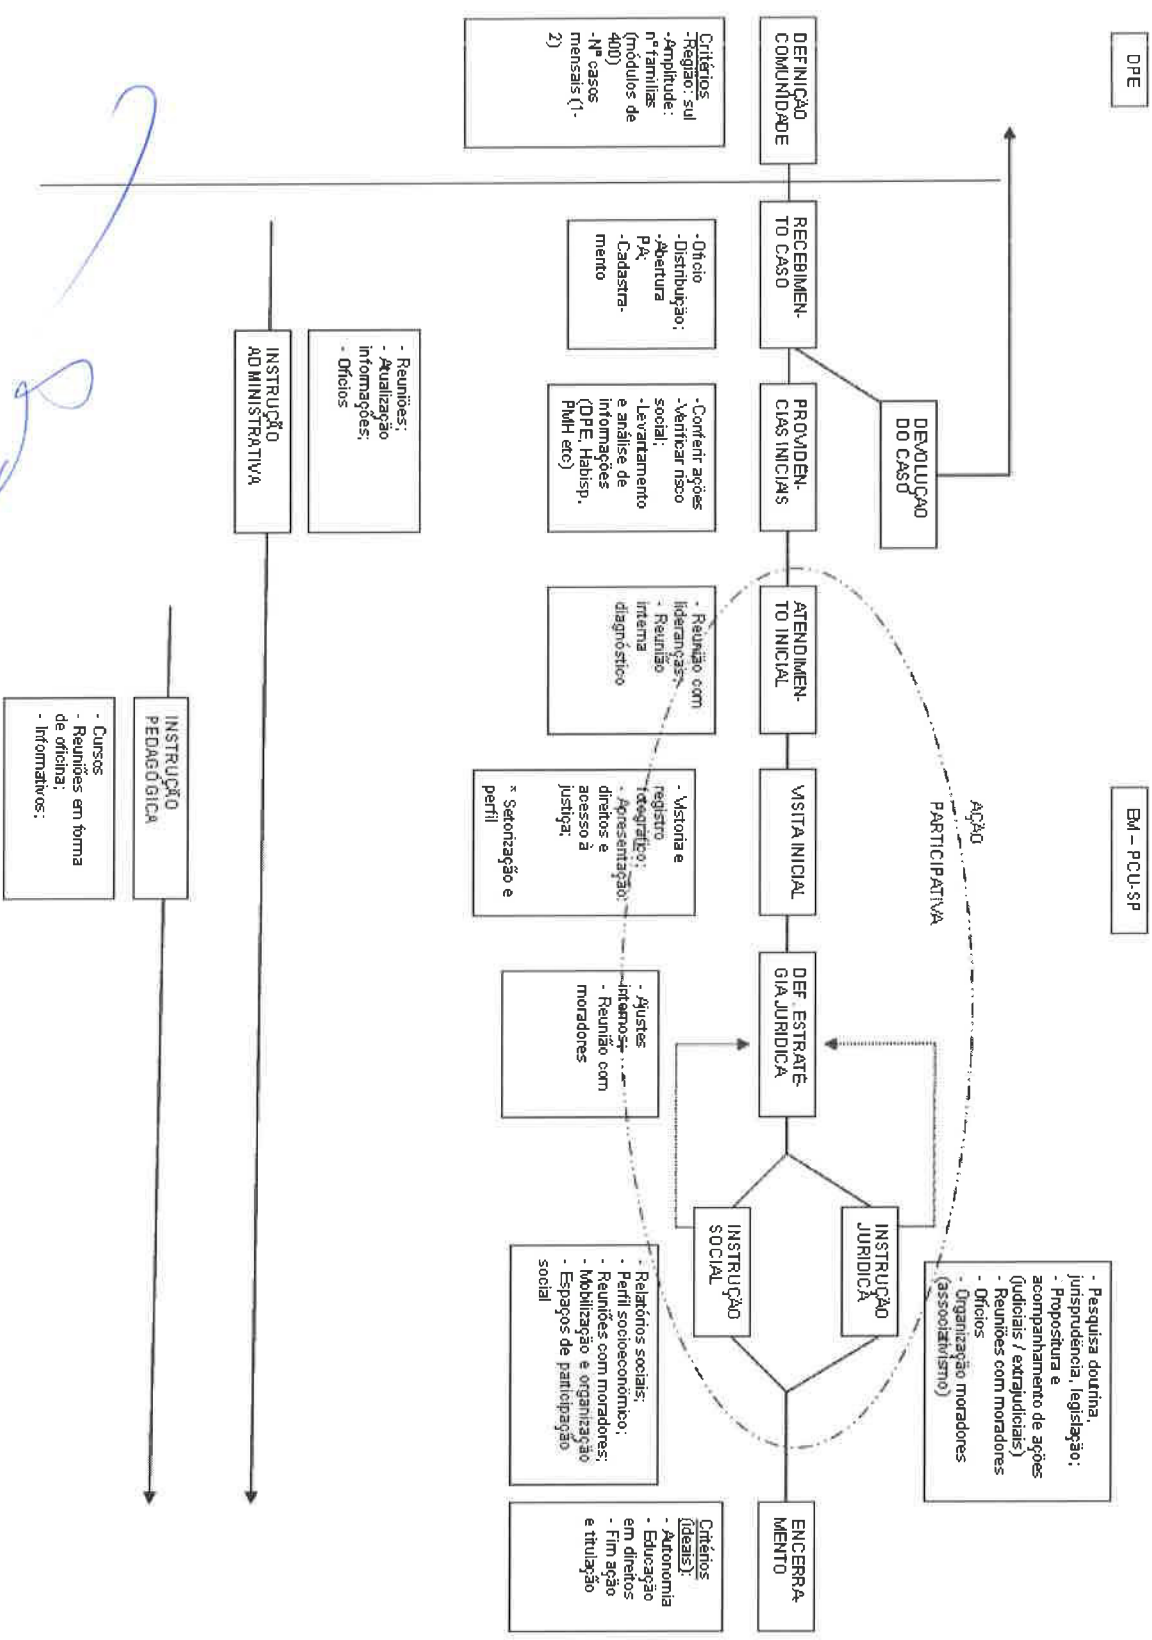 DPE
EM – PCU-SP
DEFINIÇÃO
COMUNIDADE
Critérios
-Região: sul
-Amplitude:
nº familias
(módulos de
400)
-Nº casos
mensais (1-
2)
RECEBIMEN-
TO CASO
- Ofício
-Distribuição;
-Abertura
PA;
-Cadastra-
mento
DEVOLUÇÃO
DO CASO
PROVIDÊN-
CIAS INICIAIS
-Conferir ações
-Verificar risco
social;
-Levantamento
e análise de
informações
(DPE, Habisp,
PMH etc)
AÇÃO
PARTICIPATIVA
ATENDIMEN-
TO INICIAL
- Reunião com
lideranças;
- Reunião
interna
diagnóstico
VISITA INICIAL
- Vistoria e
registro
fotográfico;
- Apresentação:
direitos e
acesso à
justiça;
* Setorização e
perfil
DEF. ESTRATÉ-
GIA JURIDICA
- Ajustes
internos;
- Reunião com
moradores
INSTRUÇÃO
JURIDICA
- Pesquisa doutrina,
jurisprudência, legislação;
- Propositura e
acompanhamento de ações
(judiciais / extrajudiciais)
- Reuniões com moradores
- Ofícios
- Organização moradores
(associativismo)
INSTRUÇÃO
SOCIAL
- Relatórios sociais;
- Perfil socioeconômico;
- Reuniões com moradores;
- Mobilização e organização
- Espaços de participação
social
ENCERRA-
MENTO
Critérios
(ideais):
- Autonomia
- Educação
em direitos
- Fim ação
e titulação
- Reuniões;
- Atualização
informações;
- Ofícios
INSTRUÇÃO
ADMINISTRATIVA
INSTRUÇÃO
PEDAGÓGICA
- Cursos
- Reuniões em forma
de oficina;
- Informativos;